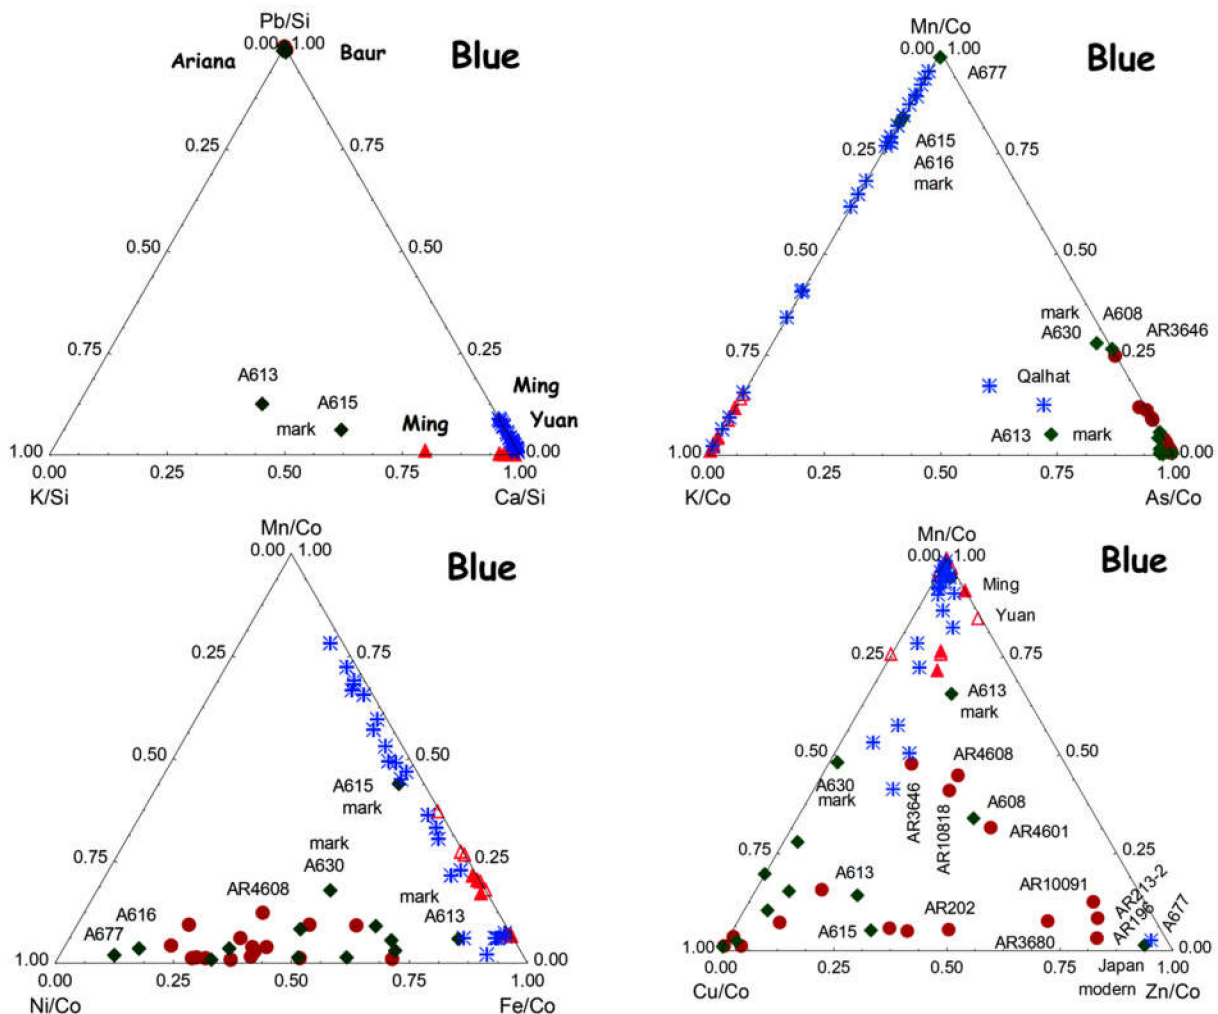 Pb/Si
0.00 1.00
Ariana
Baur
Blue
0.25
0.75
0.50
0.50
0.75
0.25
A613
A615
mark
Ming
Ming
Yuan
1.00
0.00
0.00
0.25
0.50
0.75
1.00
K/Si
Ca/Si
Mn/Co
0.00 1.00
Blue
A677
0.25
0.75
A615
A616
mark
0.50
0.50
mark
A608
A630
AR3646
0.75
0.25
Qalhat
A613
mark
1.00
0.00
0.00
0.25
0.50
0.75
1.00
K/Co
As/Co
Mn/Co
0.00 1.00
Blue
0.25
0.75
0.50
0.50
A615
mark
mark
A630
0.75
0.25
AR4608
mark
A616
A613
A677
1.00
0.00
0.00
0.25
0.50
0.75
1.00
Ni/Co
Fe/Co
Mn/Co
0.00 1.00
Blue
Ming
Yuan
0.25
0.75
A613
mark
0.50
0.50
AR4608
A630
mark
AR3646
AR10818
A608
AR4601
0.75
0.25
A613
AR10091
AR213-2
AR196
A677
A615
AR202
AR3680
1.00
0.00
Japan
modern
0.00
0.25
0.50
0.75
1.00
Cu/Co
Zn/Co